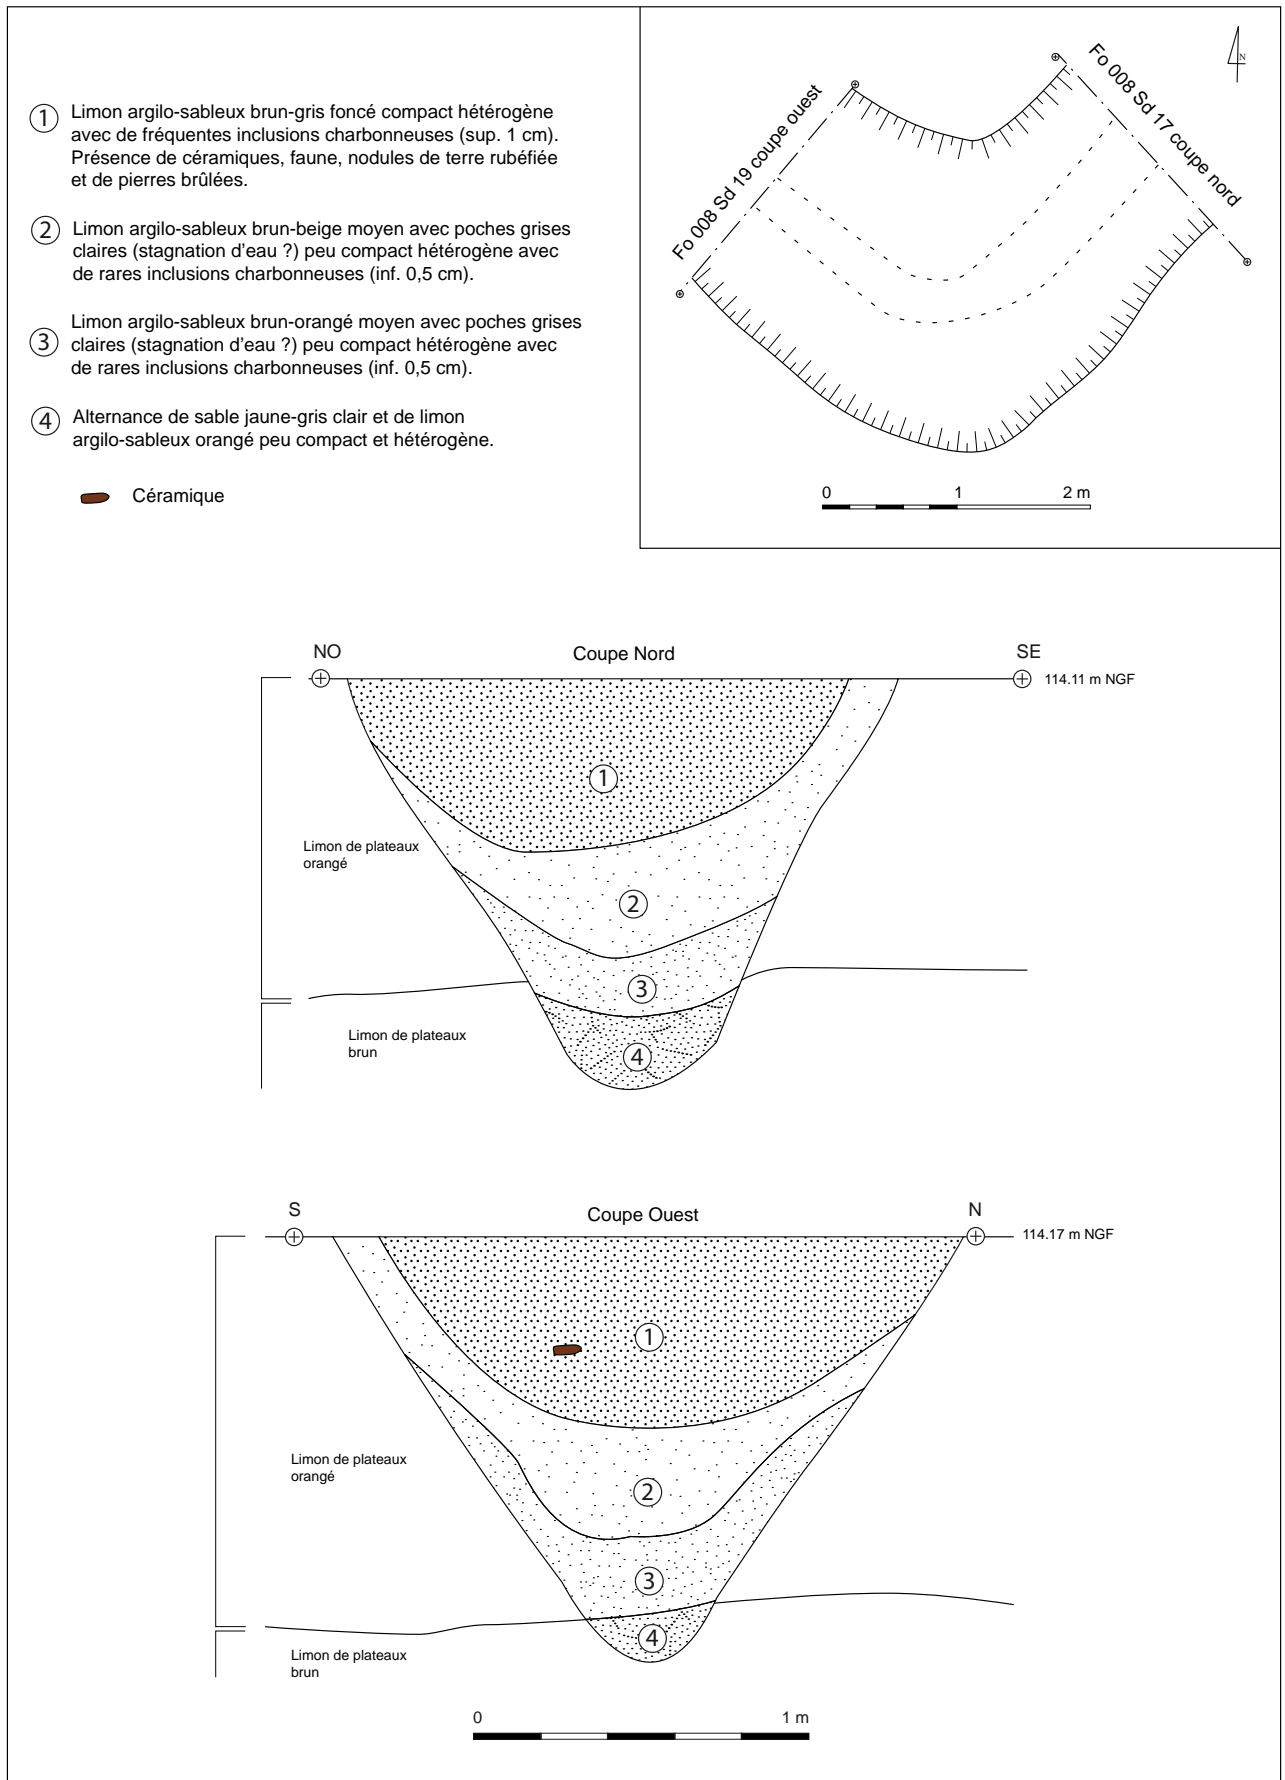 1 Limon argilo-sableux brun-gris foncé compact hétérogène
avec de fréquentes inclusions charbonneuses (sup. 1 cm).
Présence de céramiques, faune, nodules de terre rubéfiée
et de pierres brûlées.
2 Limon argilo-sableux brun-beige moyen avec poches grises
claires (stagnation d'eau ?) peu compact hétérogène avec
de rares inclusions charbonneuses (inf. 0,5 cm).
3 Limon argilo-sableux brun-orangé moyen avec poches grises
claires (stagnation d'eau ?) peu compact hétérogène avec
de rares inclusions charbonneuses (inf. 0,5 cm).
4 Alternance de sable jaune-gris clair et de limon
argilo-sableux orangé peu compact et hétérogène.
Céramique
Fo 008 Sd 19 coupe ouest
Fo 008 Sd 17 coupe nord
N
0 1 2 m
NO Coupe Nord SE
114.11 m NGF
1
Limon de plateaux
orangé
2
3
Limon de plateaux
brun
4
S Coupe Ouest N
114.17 m NGF
1
Limon de plateaux
orangé
2
3
4
Limon de plateaux
brun
0 1 m